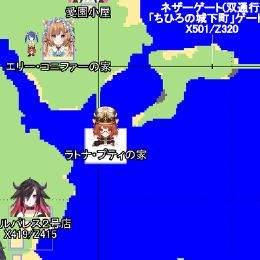 愛園小屋
ネザーゲート(双通行
「ちひろの城下町」ゲート
X501/Z320
エリー・コニファーの家
ラトナ・プティの家
ルパレス2号店
X419/Z415